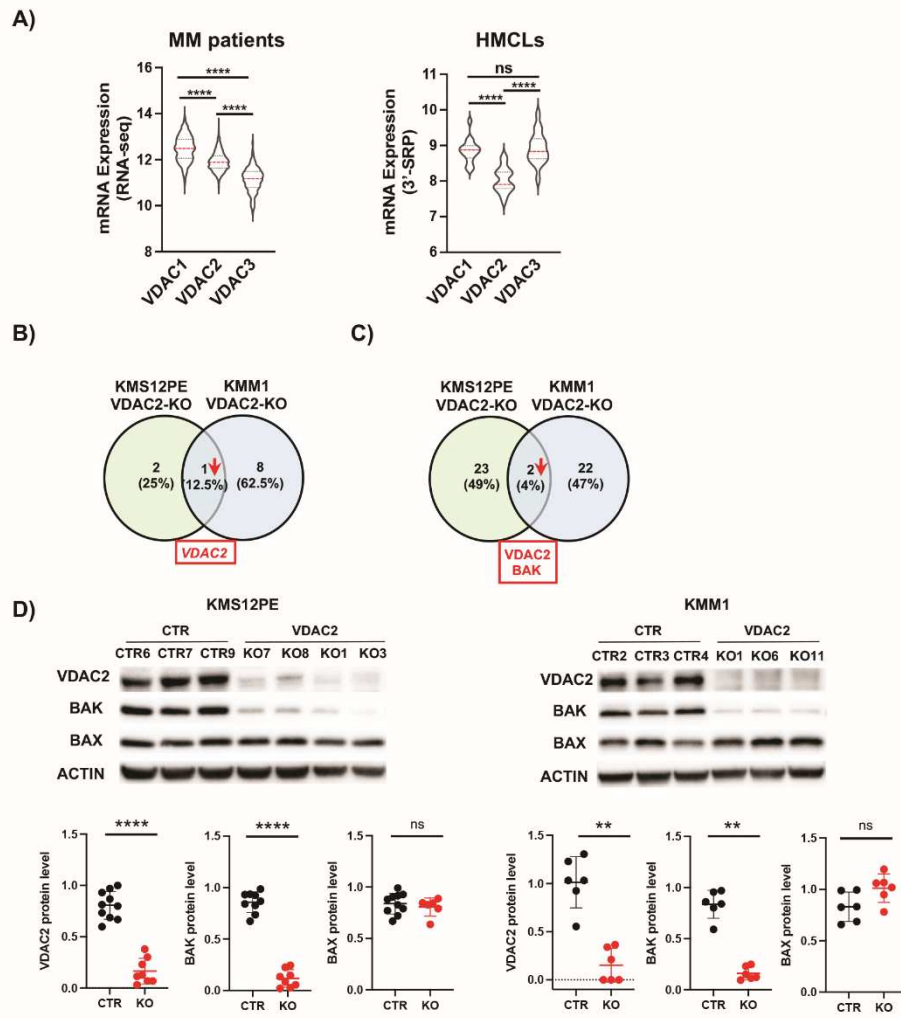 A)
MM patients
mRNA Expression
(RNA-seq)
16
14
12
10
8
****
****
****
VDAC1
VDAC2
VDAC3
HMCLs
mRNA Expression
(3'-SRP)
11
10
9
8
7
6
ns
****
****
VDAC1
VDAC2
VDAC3
B)
KMS12PE
VDAC2-KO
KMM1
VDAC2-KO
2
(25%)
1
(12.5%)
8
(62.5%)
VDAC2
C)
KMS12PE
VDAC2-KO
KMM1
VDAC2-KO
23
(49%)
2
(4%)
22
(47%)
VDAC2
BAK
D)
KMS12PE
CTR
VDAC2
CTR6 CTR7 CTR9 KO7 KO8 KO1 KO3
VDAC2
BAK
BAX
ACTIN
KMM1
CTR
VDAC2
CTR2 CTR3 CTR4 KO1 KO6 KO11
VDAC2
BAK
BAX
ACTIN
VDAC2 protein level
1.5
1.0
0.5
0.0
****
CTR KO
BAK protein level
1.5
1.0
0.5
0.0
****
CTR KO
BAX protein level
1.5
1.0
0.5
0.0
ns
CTR KO
VDAC2 protein level
1.5
1.0
0.5
0.0
**
CTR KO
BAK protein level
1.5
1.0
0.5
0.0
**
CTR KO
BAX protein level
1.5
1.0
0.5
0.0
ns
CTR KO